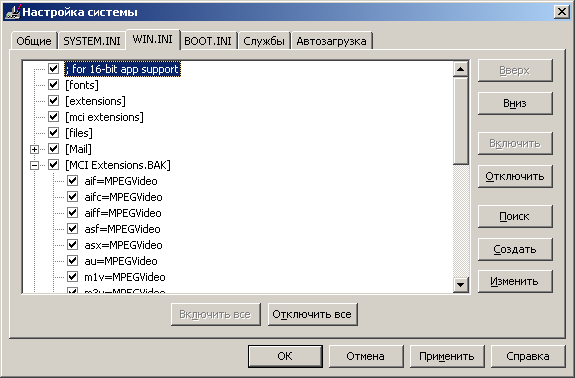 Настройка системы
Общие SYSTEM.INI WIN.INI BOOT.INI Службы Автозагрузка
; for 16-bit app support
[fonts]
[extensions]
[mci extensions]
[files]
[Mail]
[MCI Extensions.BAK]
aif=MPEGVideo
aifc=MPEGVideo
aiff=MPEGVideo
asf=MPEGVideo
asx=MPEGVideo
au=MPEGVideo
m1v=MPEGVideo
m3u=MPEGVideo
Вверх
Вниз
Включить
Отключить
Поиск
Создать
Изменить
Включить все Отключить все
OK Отмена Применить Справка